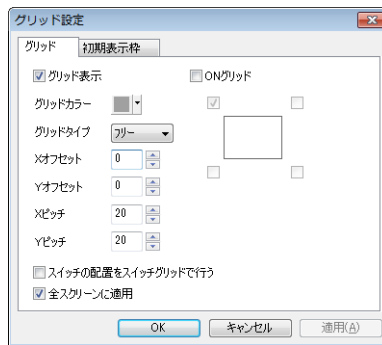 グリッド設定
グリッド 初期表示枠
グリッド表示 ONグリッド
グリッドカラー
グリッドタイプ フリー
Xオフセット 0
Yオフセット 0
Xピッチ 20
Yピッチ 20
スイッチの配置をスイッチグリッドで行う
全スクリーンに適用
OK キャンセル 適用(A)